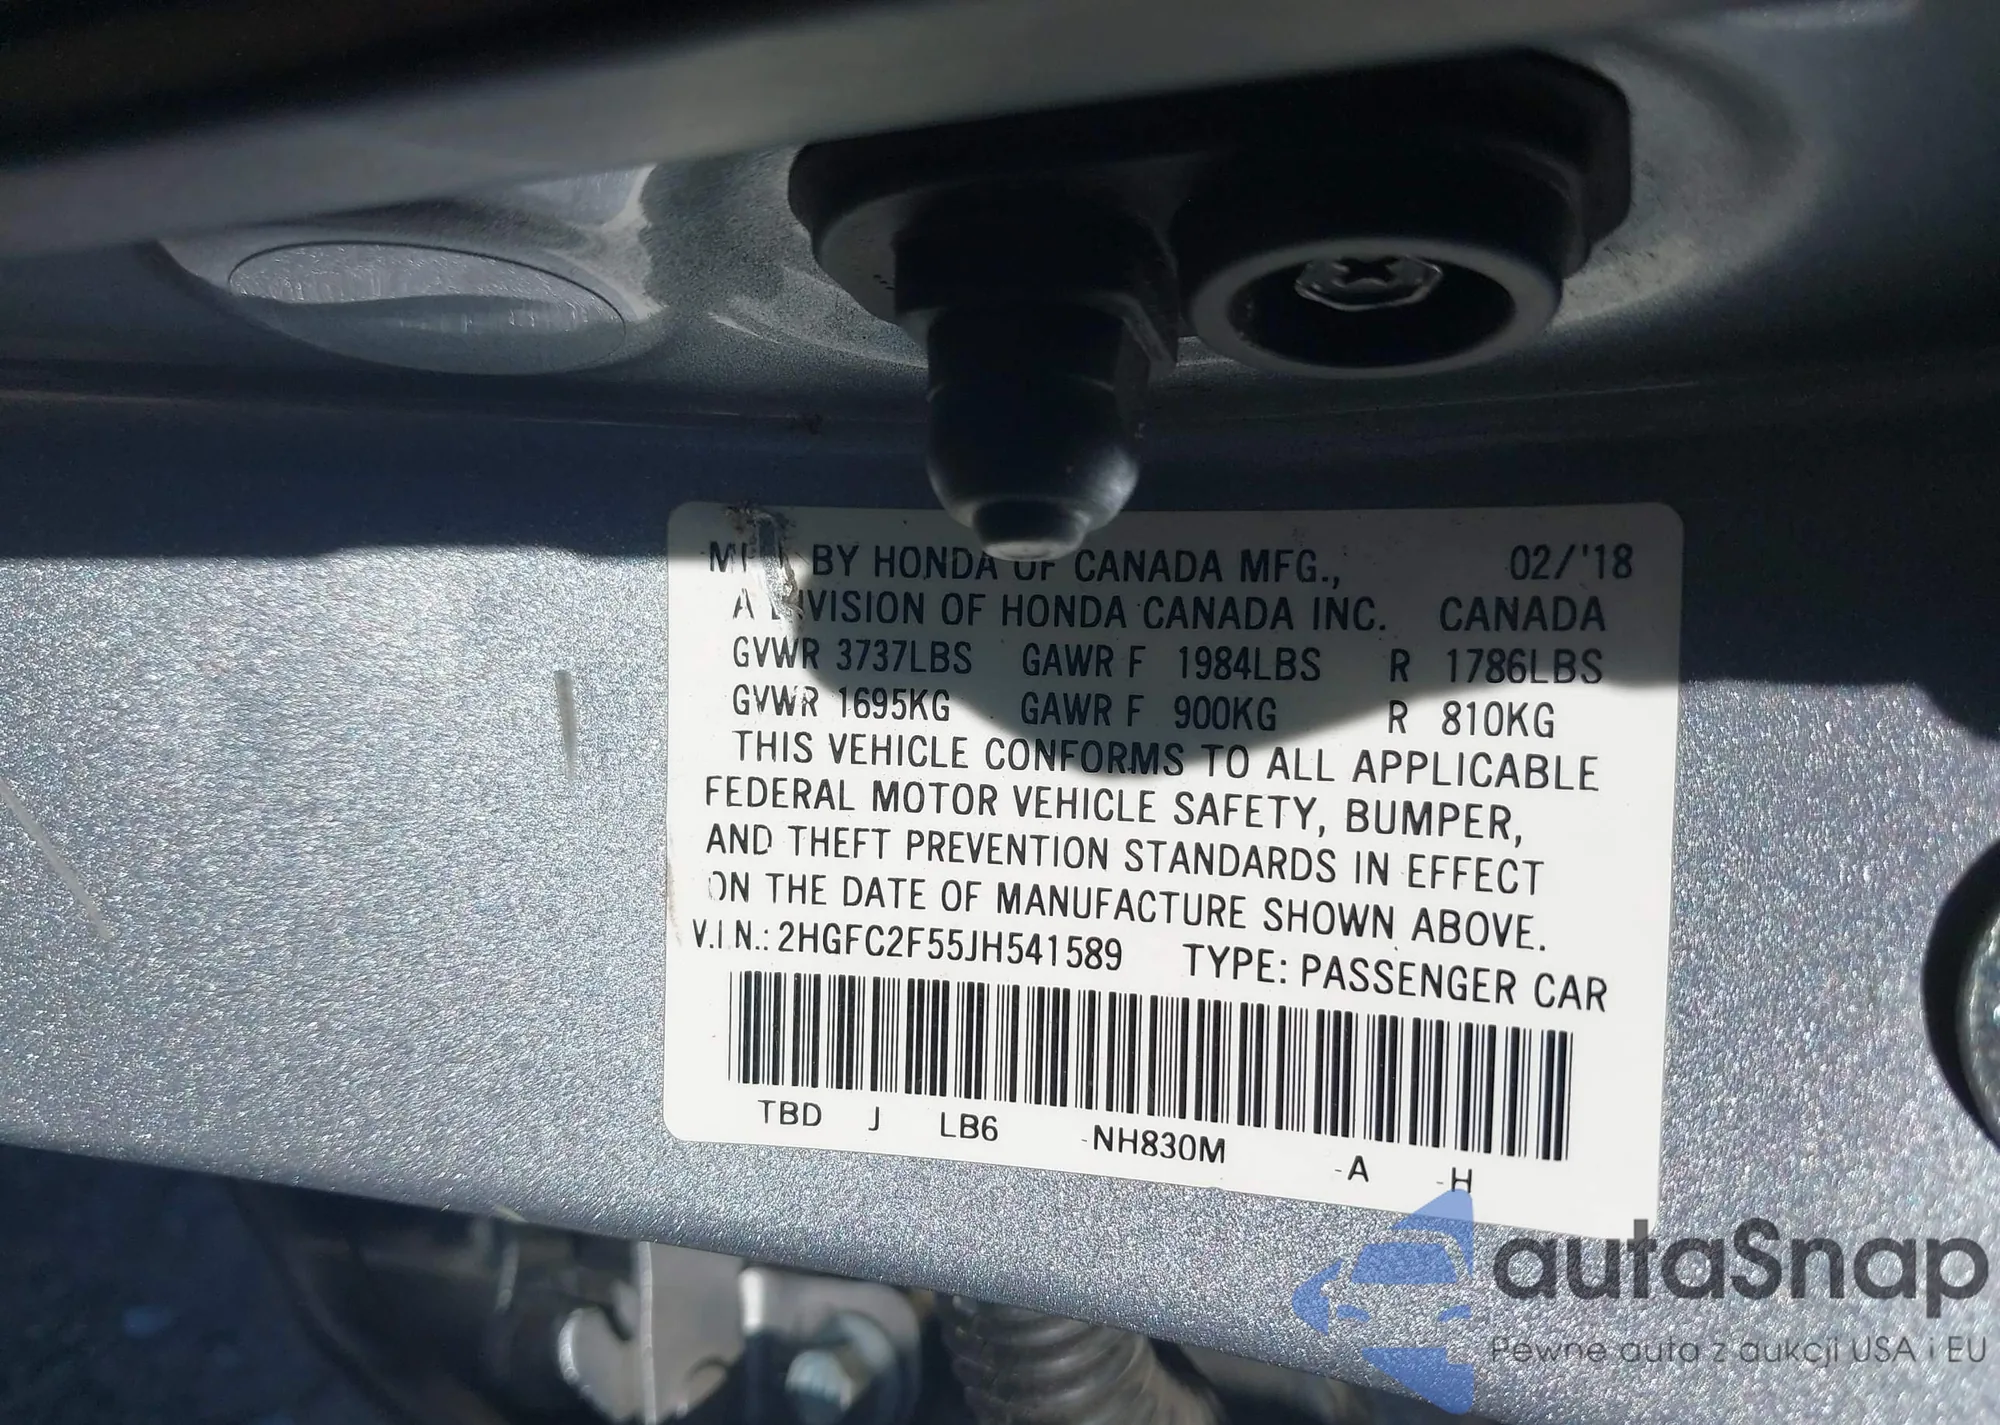 BY HONDA OF CANADA MFG., 02/'18
A DIVISION OF HONDA CANADA INC. CANADA
GVWR 3737LBS GAWR F 1984LBS R 1786LBS
GVWR 1695KG GAWR F 900KG R 810KG
THIS VEHICLE CONFORMS TO ALL APPLICABLE
FEDERAL MOTOR VEHICLE SAFETY, BUMPER,
AND THEFT PREVENTION STANDARDS IN EFFECT
ON THE DATE OF MANUFACTURE SHOWN ABOVE.
V.I.N.: 2HGFC2F55JH541589 TYPE: PASSENGER CAR
TBD J LB6 -NH830M -A -H
autaSnap
Pewne auta z aukcji USA i EU